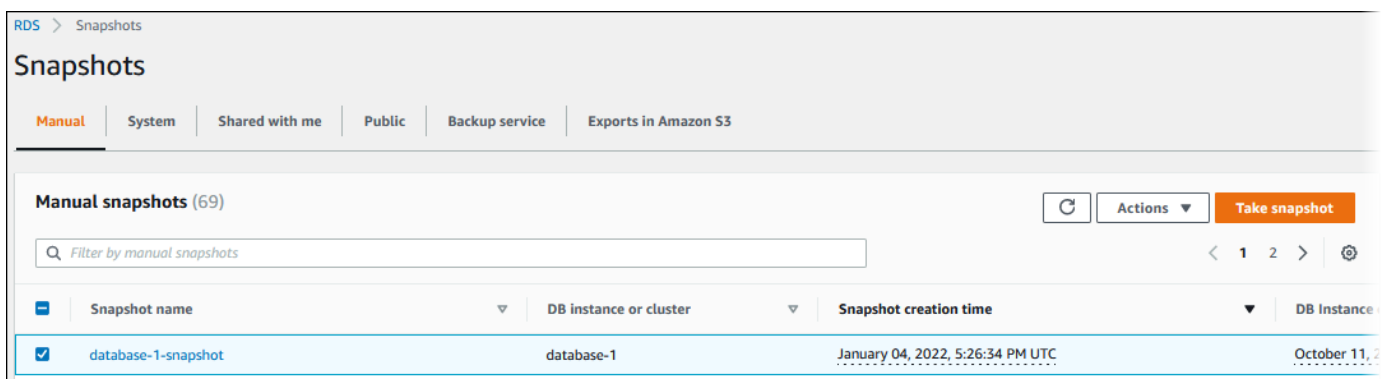 RDS > Snapshots
Snapshots
Manual System Shared with me Public Backup service Exports in Amazon S3
Manual snapshots (69) Actions Take snapshot
Filter by manual snapshots < 1 2 >
Snapshot name DB instance or cluster Snapshot creation time DB Instance
database-1-snapshot database-1 January 04, 2022, 5:26:34 PM UTC October 11,